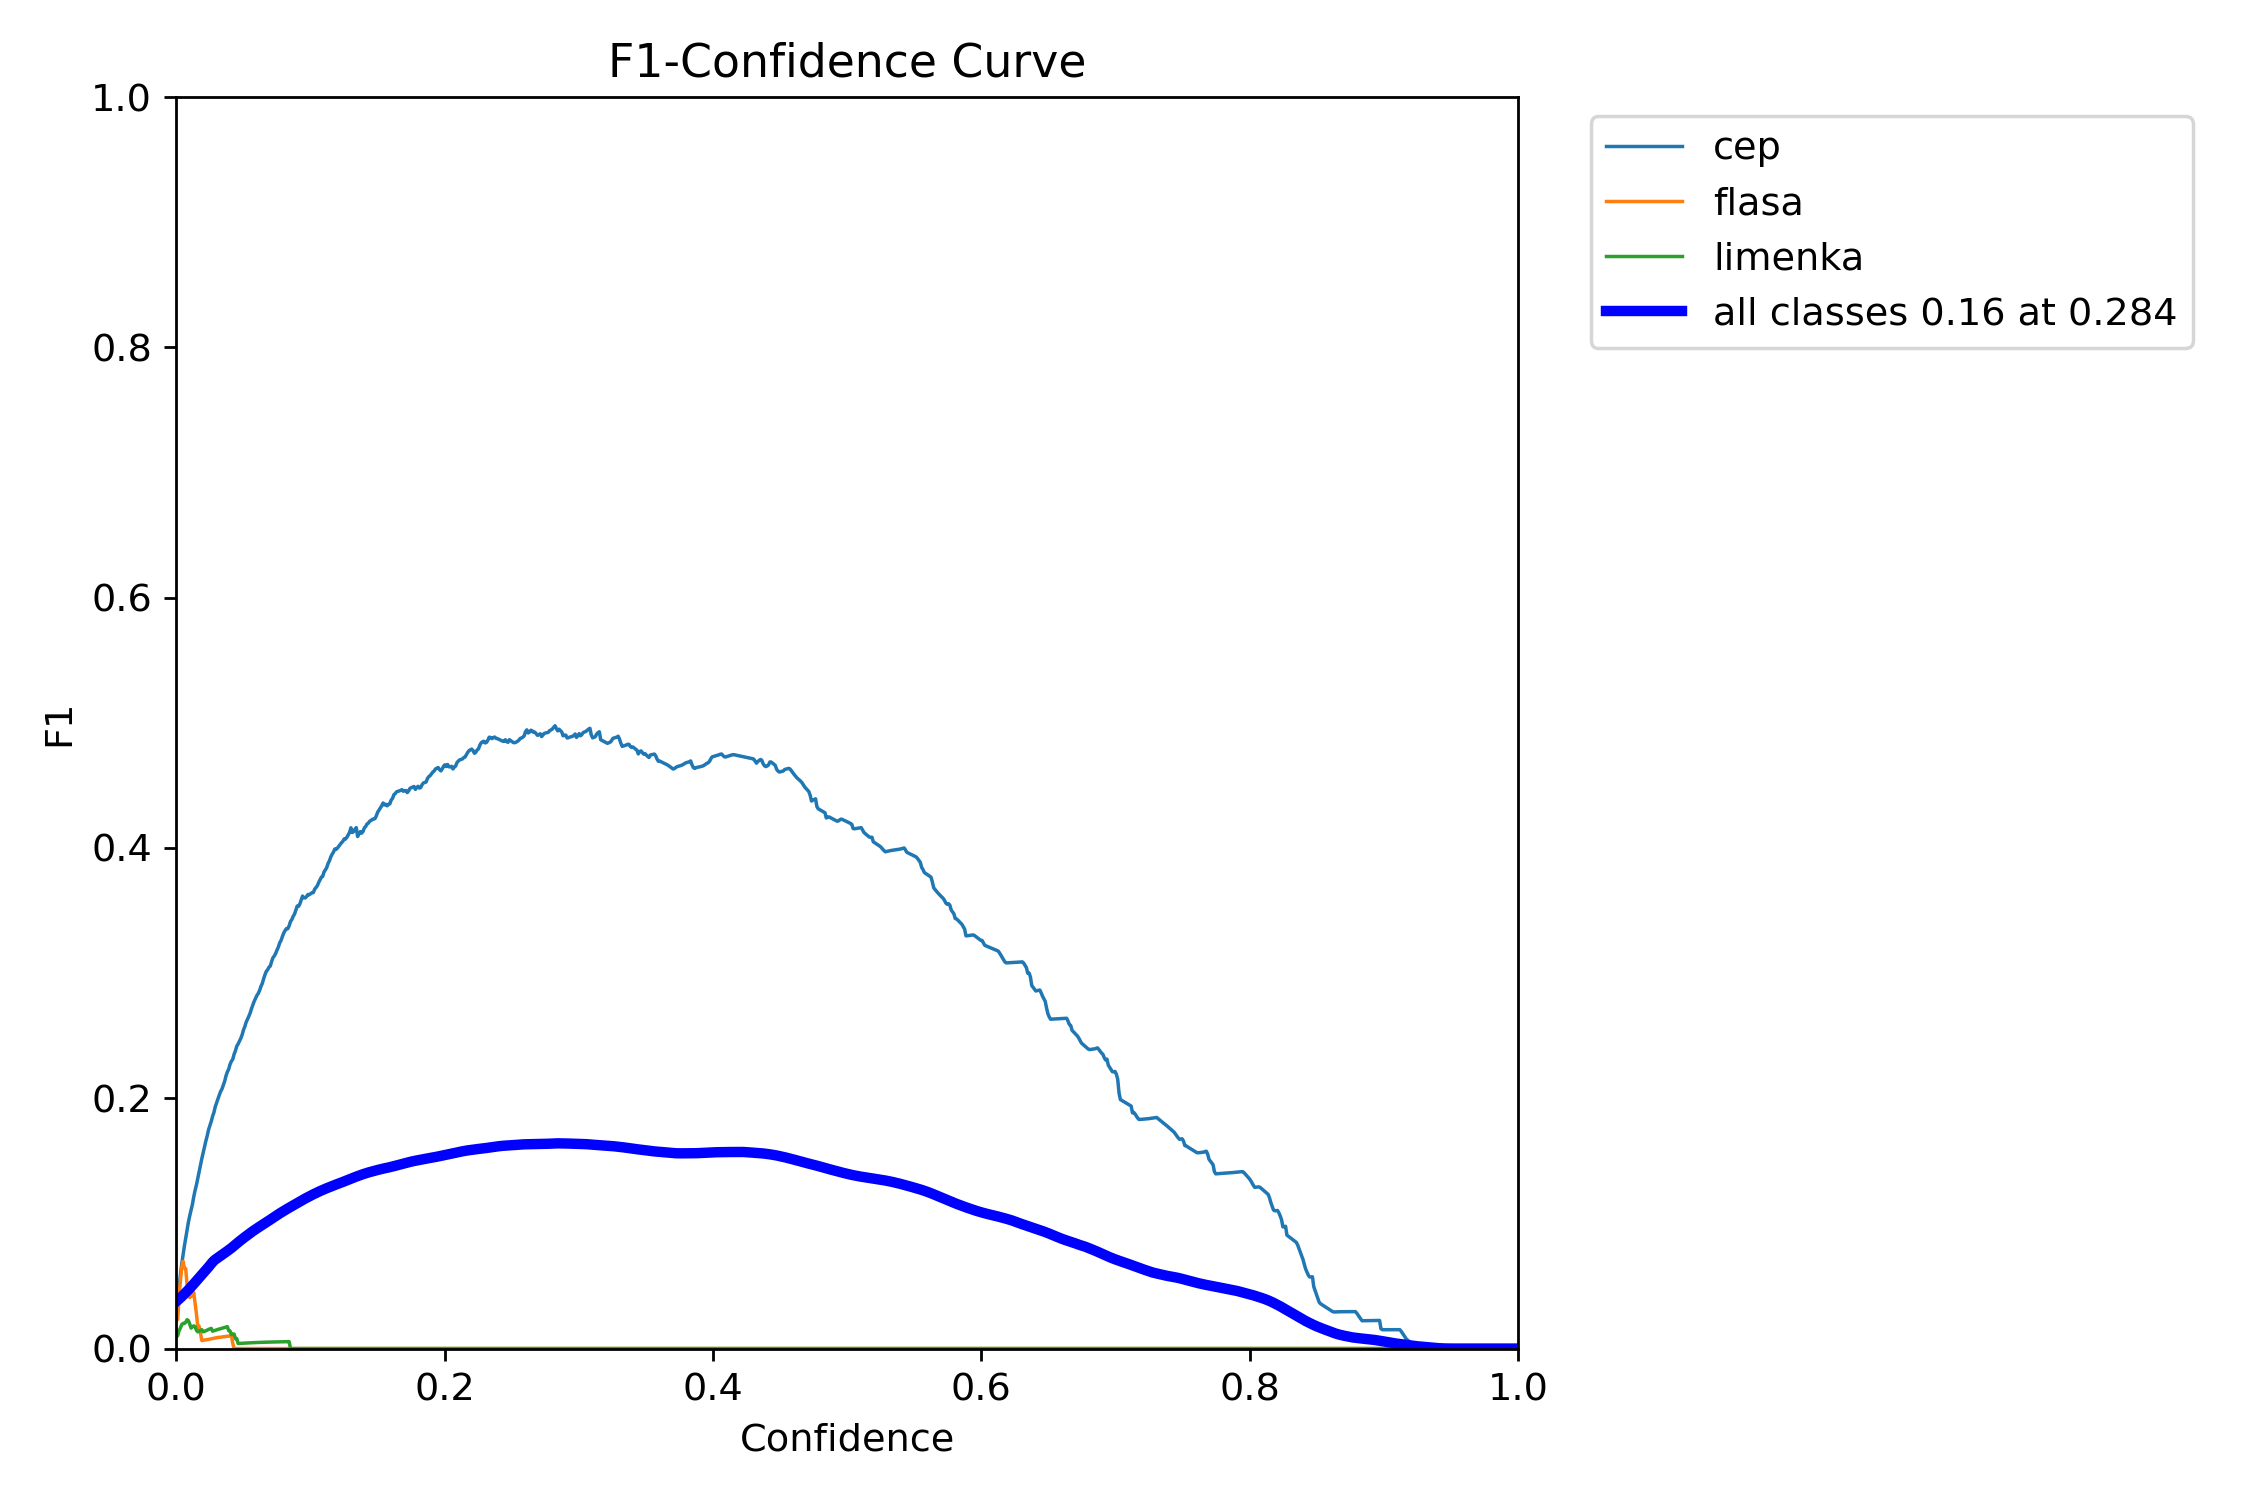 F1-Confidence Curve
1.0
0.8
0.6
0.4
0.2
0.0
F1
0.0 0.2 0.4 0.6 0.8 1.0
Confidence
cep
flasa
limenka
all classes 0.16 at 0.284